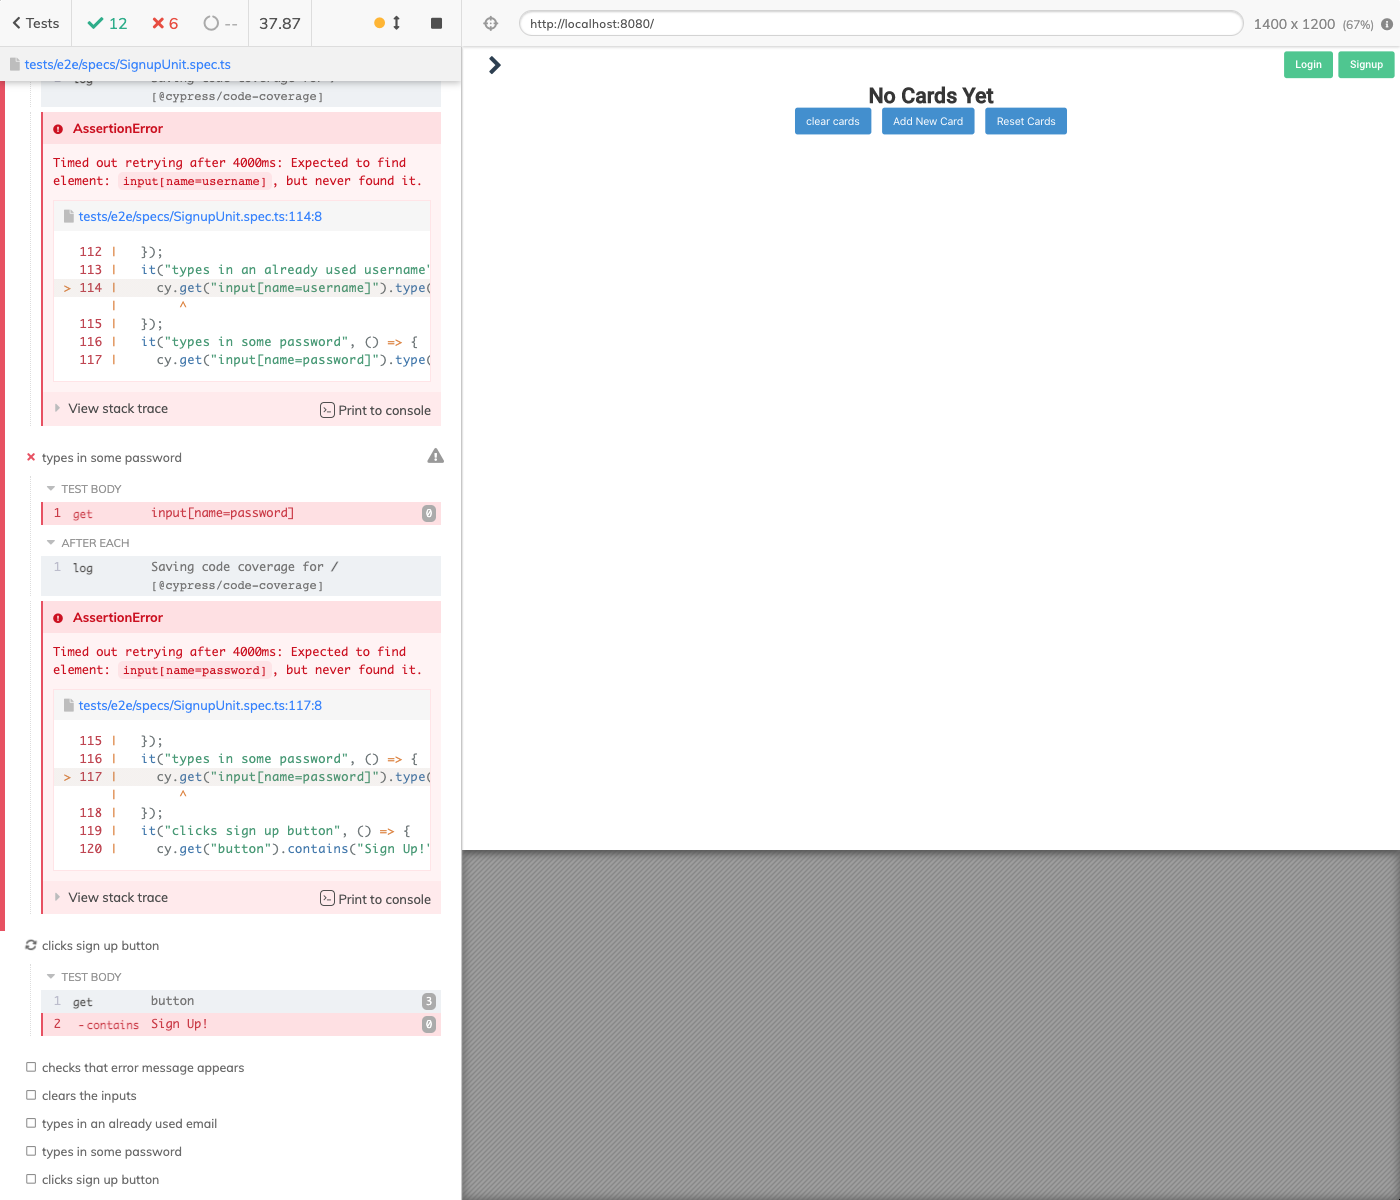 Tests
12
6
--
37.87
http://localhost:8080/
1400 x 1200 (67%)
tests/e2e/specs/SignupUnit.spec.ts
Login
Signup
No Cards Yet
clear cards
Add New Card
Reset Cards
[@cypress/code-coverage]
AssertionError
Timed out retrying after 4000ms: Expected to find
element: input[name=username], but never found it.
tests/e2e/specs/SignupUnit.spec.ts:114:8
112 | });
113 | it("types in an already used username"
> 114 | cy.get("input[name=username]").type(
| ^
115 | });
116 | it("types in some password", () => {
117 | cy.get("input[name=password]").type(
View stack trace
Print to console
types in some password
TEST BODY
1 get input[name=password] 0
AFTER EACH
1 log Saving code coverage for /
[@cypress/code-coverage]
AssertionError
Timed out retrying after 4000ms: Expected to find
element: input[name=password], but never found it.
tests/e2e/specs/SignupUnit.spec.ts:117:8
115 | });
116 | it("types in some password", () => {
> 117 | cy.get("input[name=password]").type(
| ^
118 | });
119 | it("clicks sign up button", () => {
120 | cy.get("button").contains("Sign Up!"
View stack trace
Print to console
clicks sign up button
TEST BODY
1 get button 3
2 -contains Sign Up! 0
checks that error message appears
clears the inputs
types in an already used email
types in some password
clicks sign up button